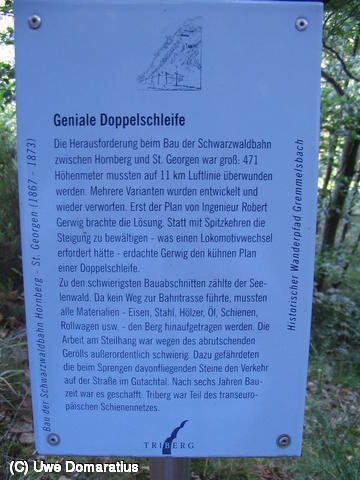 Geniale Doppelschleife
Die Herausforderung beim Bau der Schwarzwaldbahn
zwischen Hornberg und St. Georgen war groß: 471
Höhenmeter mussten auf 11 km Luftlinie überwunden
werden. Mehrere Varianten wurden entwickelt und
wieder verworfen. Erst der Plan von Ingenieur Robert
Gerwig brachte die Lösung. Statt mit Spitzkehren die
Steigung zu bewältigen - was einen Lokomotivwechsel
erfordert hätte - erdachte Gerwig den kühnen Plan
einer Doppelschleife.
Zu den schwierigsten Bauabschnitten zählte der See-
lenwald. Da kein Weg zur Bahntrasse führte, mussten
alle Materialien - Eisen, Stahl, Hölzer, Öl, Schienen,
Rollwagen usw. - den Berg hinaufgetragen werden. Die
Arbeit am Steilhang war wegen des abrutschenden
Gerölls außerordentlich schwierig. Dazu gefährdeten
die beim Sprengen davonfliegenden Steine den Verkehr
auf der Straße im Gutachtal. Nach sechs Jahren Bau-
zeit war es geschafft. Triberg war Teil des transeuro-
päischen Schienennetzes.
Bau der Schwarzwaldbahn Hornberg - St. Georgen (1867 - 1873)
Historischer Wanderpfad Gremmelsbach
TRIBERG
(C) Uwe Domaratius